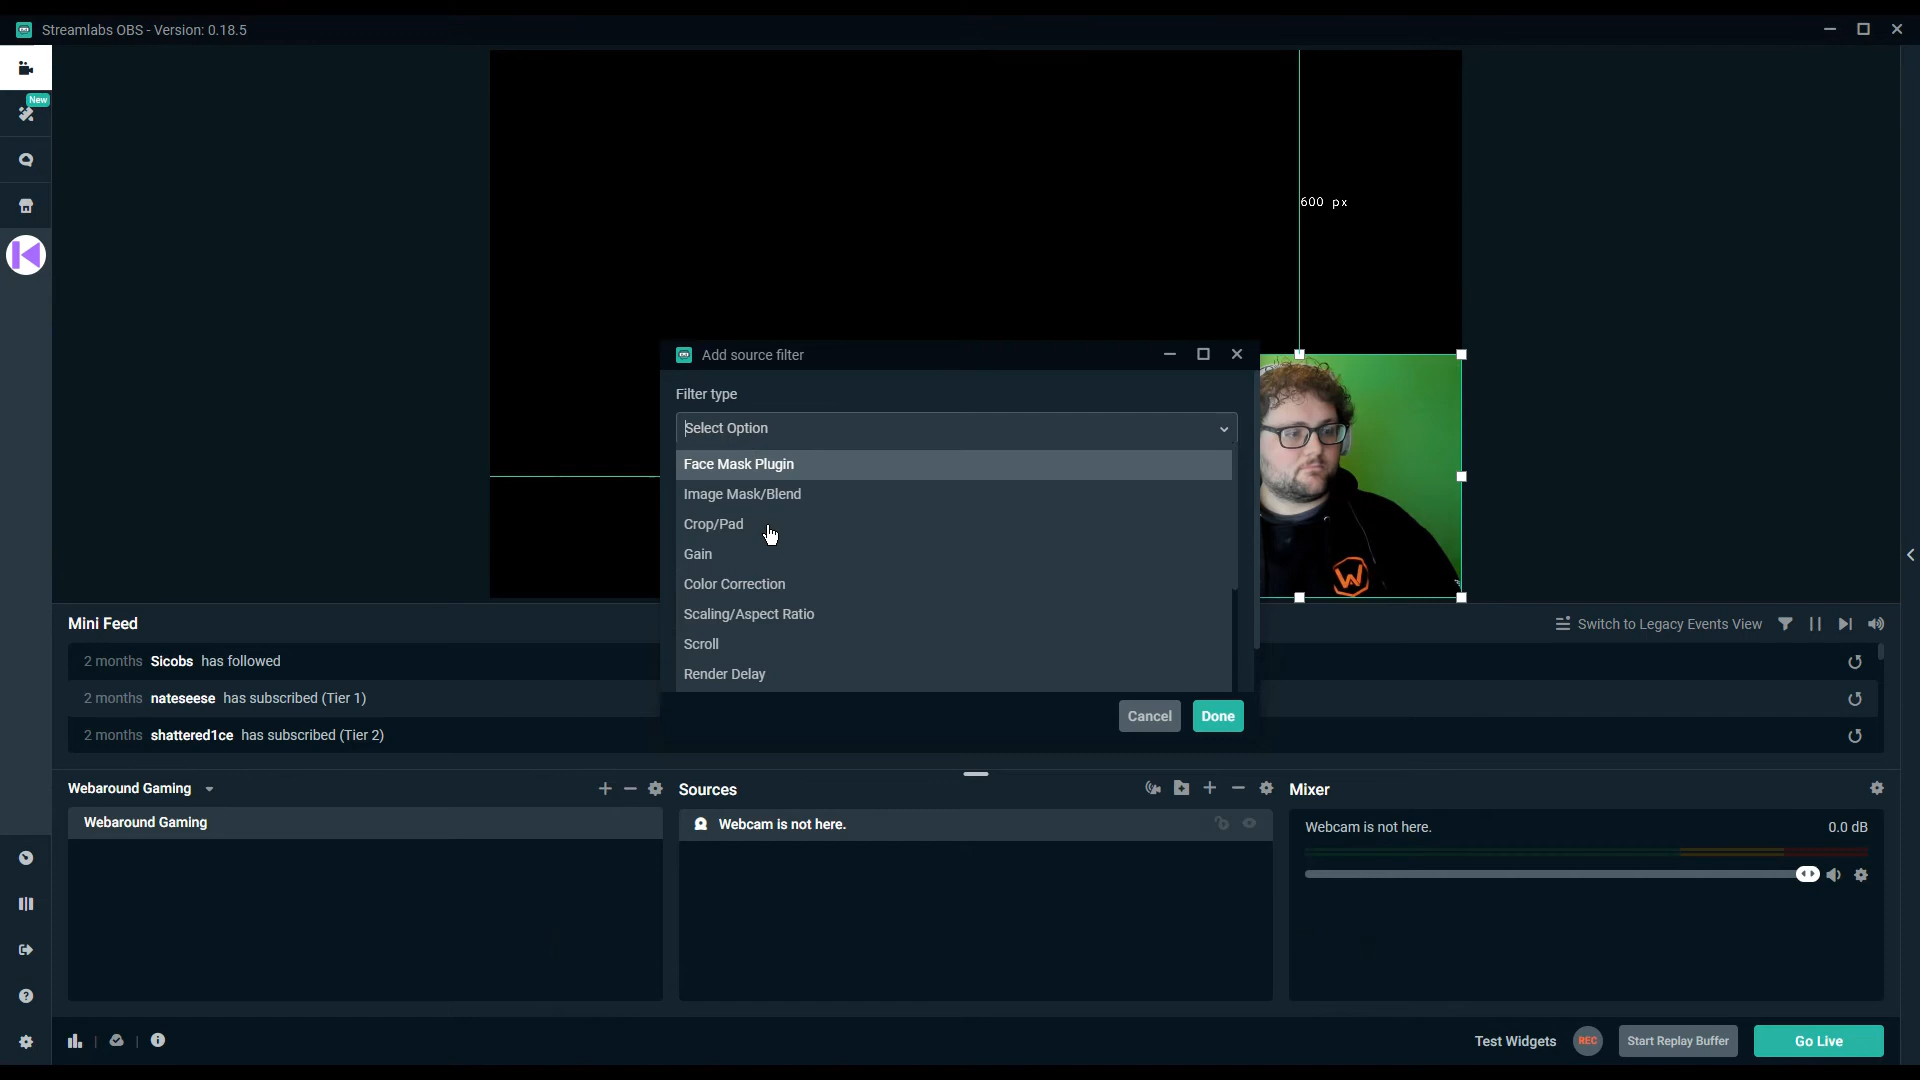 Streamlabs OBS - Version: 0.18.5
New
600 px
Add source filter
Filter type
Select Option
Face Mask Plugin
Image Mask/Blend
Crop/Pad
Gain
Color Correction
Scaling/Aspect Ratio
Scroll
Render Delay
Cancel
Done
Mini Feed
Switch to Legacy Events View
2 months Sicobs has followed
2 months nateseese has subscribed (Tier 1)
2 months shattered1ce has subscribed (Tier 2)
Webaround Gaming
Webaround Gaming
Sources
Webcam is not here.
Mixer
Webcam is not here. 0.0 dB
Test Widgets
REC
Start Replay Buffer
Go Live